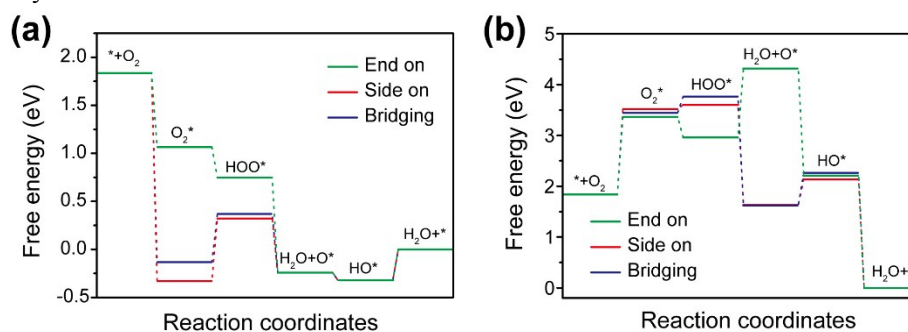 (a)
Free energy (eV)
2.0
1.5
1.0
0.5
0.0
-0.5
*+O₂
O₂*
HOO*
H₂O+O*
HO*
H₂O+*
End on
Side on
Bridging
Reaction coordinates
(b)
Free energy (eV)
5
4
3
2
1
0
*+O₂
O₂*
HOO*
H₂O+O*
HO*
H₂O+
End on
Side on
Bridging
Reaction coordinates